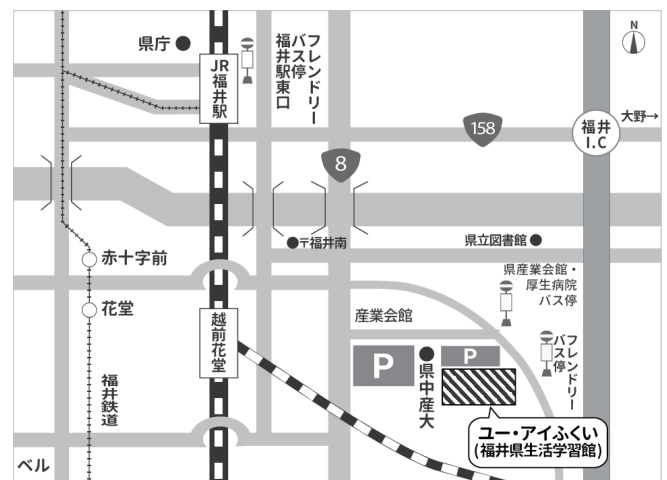 県庁
JR福井駅
フレンドリー
バス停
福井駅東口
N
158
大野→
福井
I.C
8
〒福井南
県立図書館
赤十字前
県産業会館・
厚生病院
バス停
花堂
越前花堂
産業会館
フレンドリー
バス停
P
P
県中産大
福井鉄道
ユー・アイふくい
(福井県生活学習館)
ベル